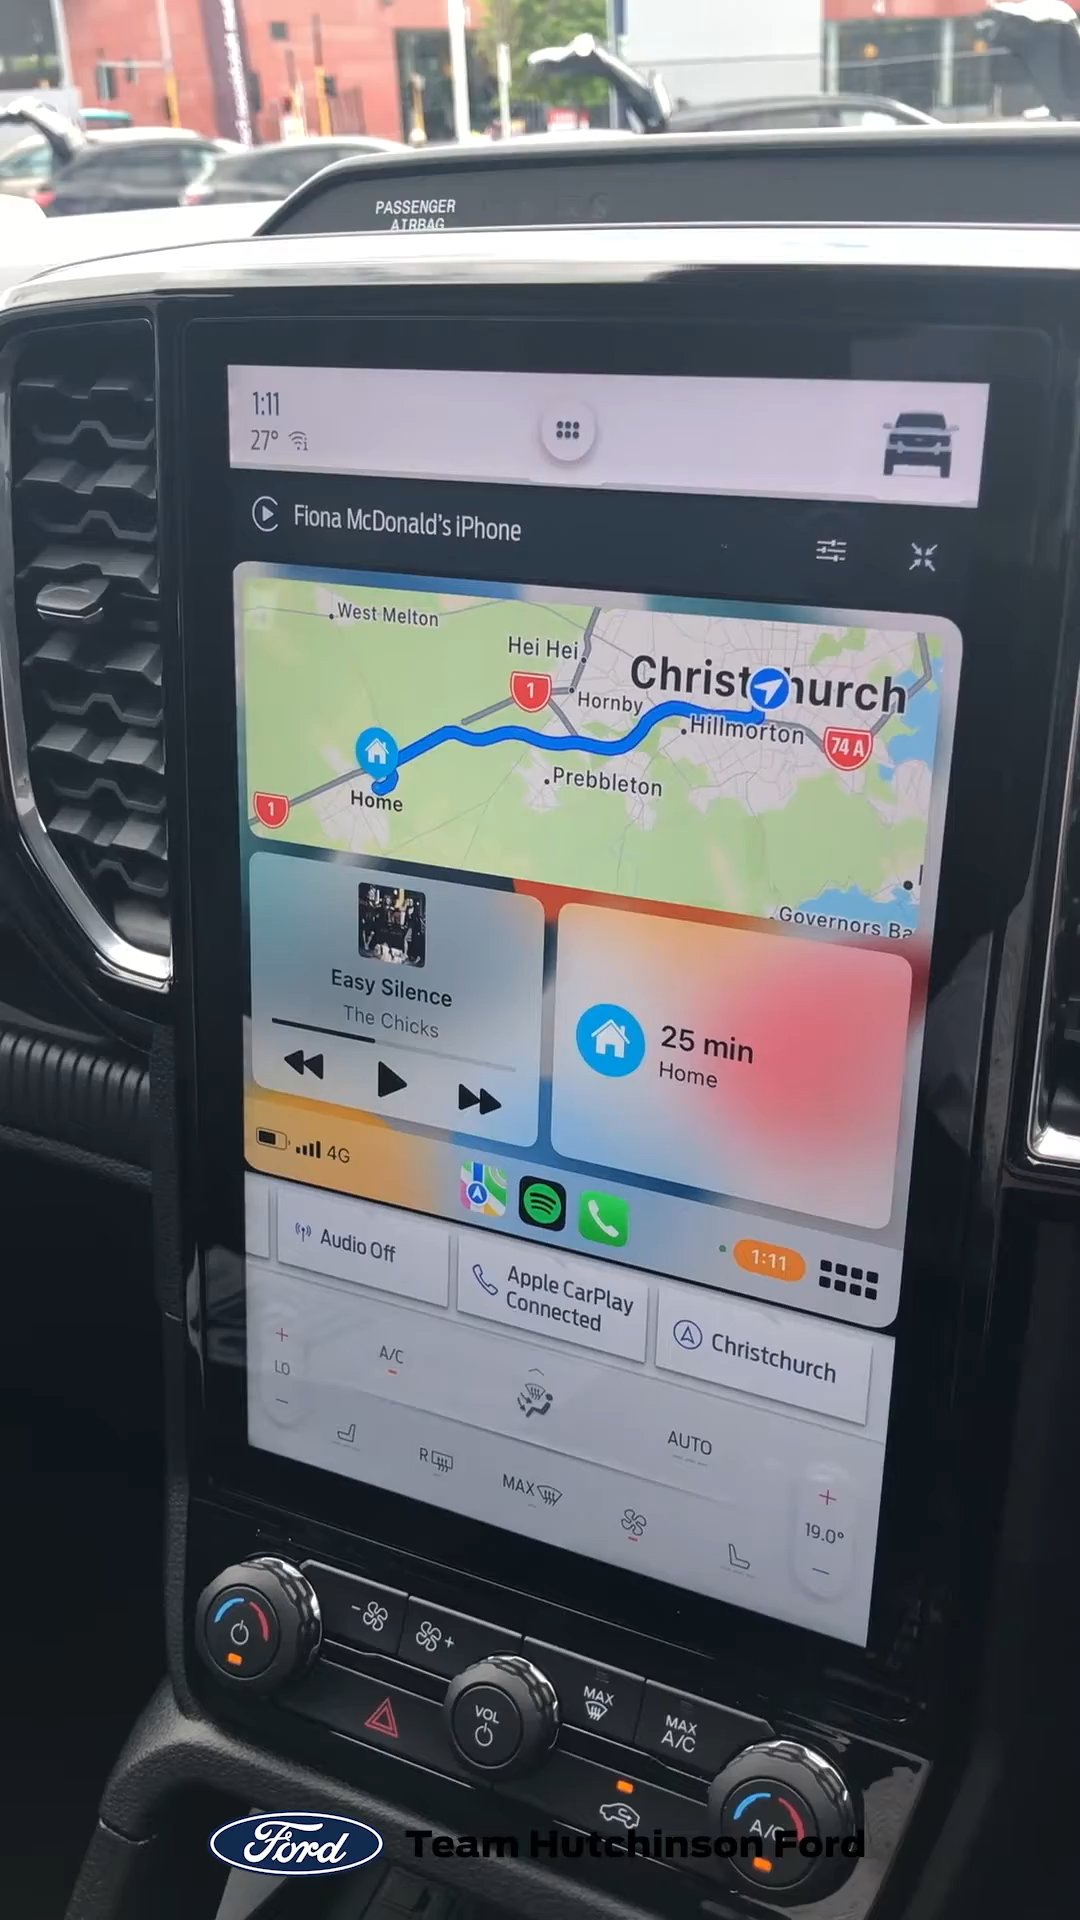 PASSENGER
AIRBAG
1:11
27°
Fiona McDonald's iPhone
West Melton
Hei Hei
Christchurch
1
Hornby
Hillmorton
74 A
Prebbleton
Home
1
Governors Ba
Easy Silence
The Chicks
25 min
Home
4G
1:11
Audio Off
Apple CarPlay
Connected
Christchurch
LO
A/C
AUTO
R
MAX
19.0°
VOL
MAX
MAX
A/C
A/C
Ford
Team Hutchinson Ford